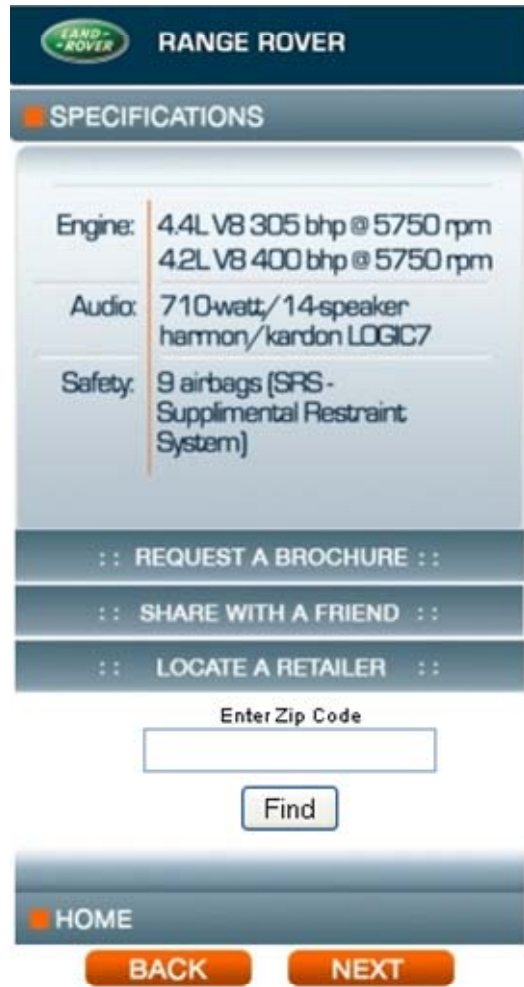 LAND-
-ROVER
RANGE ROVER
SPECIFICATIONS
Engine: 4.4L V8 305 bhp @ 5750 rpm
4.2L V8 400 bhp @ 5750 rpm
Audio: 710-watt/14-speaker
harmon/kardon LOGIC7
Safety: 9 airbags (SRS -
Supplimental Restraint
System)
:: REQUEST A BROCHURE ::
:: SHARE WITH A FRIEND ::
:: LOCATE A RETAILER ::
Enter Zip Code
Find
HOME
BACK NEXT